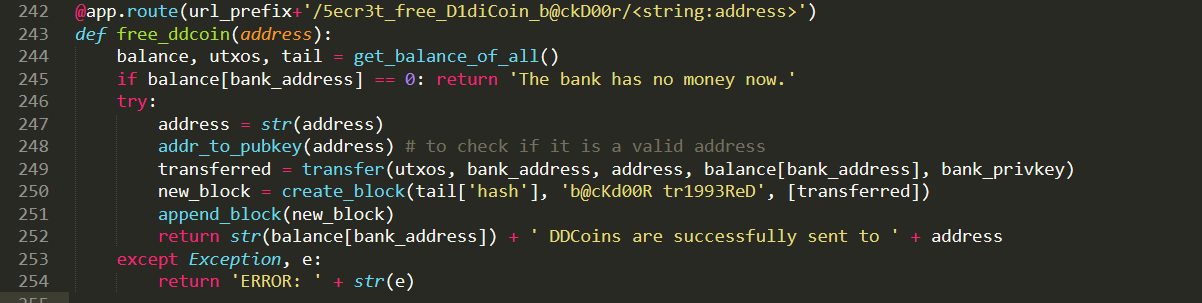 242 @app.route(url_prefix+'/5ecr3t_free_D1diCoin_b@ckD00r/<string:address>')
243 def free_ddcoin(address):
244     balance, utxos, tail = get_balance_of_all()
245     if balance[bank_address] == 0: return 'The bank has no money now.'
246     try:
247         address = str(address)
248         addr_to_pubkey(address) # to check if it is a valid address
249         transferred = transfer(utxos, bank_address, address, balance[bank_address], bank_privkey)
250         new_block = create_block(tail['hash'], 'b@cKd00R tr1993ReD', [transferred])
251         append_block(new_block)
252         return str(balance[bank_address]) + ' DDCoins are successfully sent to ' + address
253     except Exception, e:
254         return 'ERROR: ' + str(e)
255